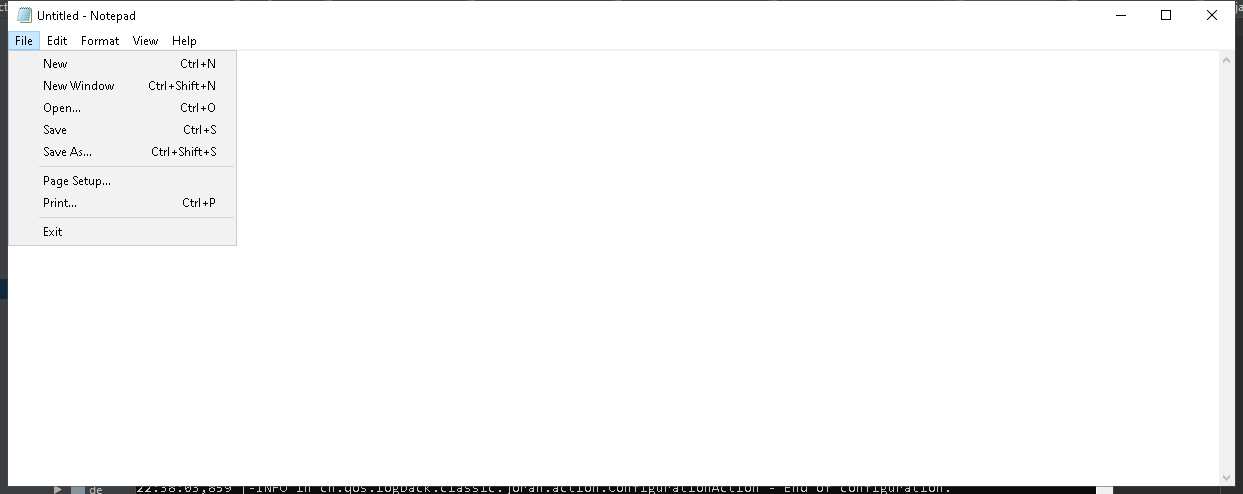 Untitled - Notepad
File Edit Format View Help
New Ctrl+N
New Window Ctrl+Shift+N
Open... Ctrl+O
Save Ctrl+S
Save As... Ctrl+Shift+S
Page Setup...
Print... Ctrl+P
Exit
de 22:38:03,859 |-INFO in ch.qos.logback.classic.joran.action.ConfigurationAction - End of configuration.